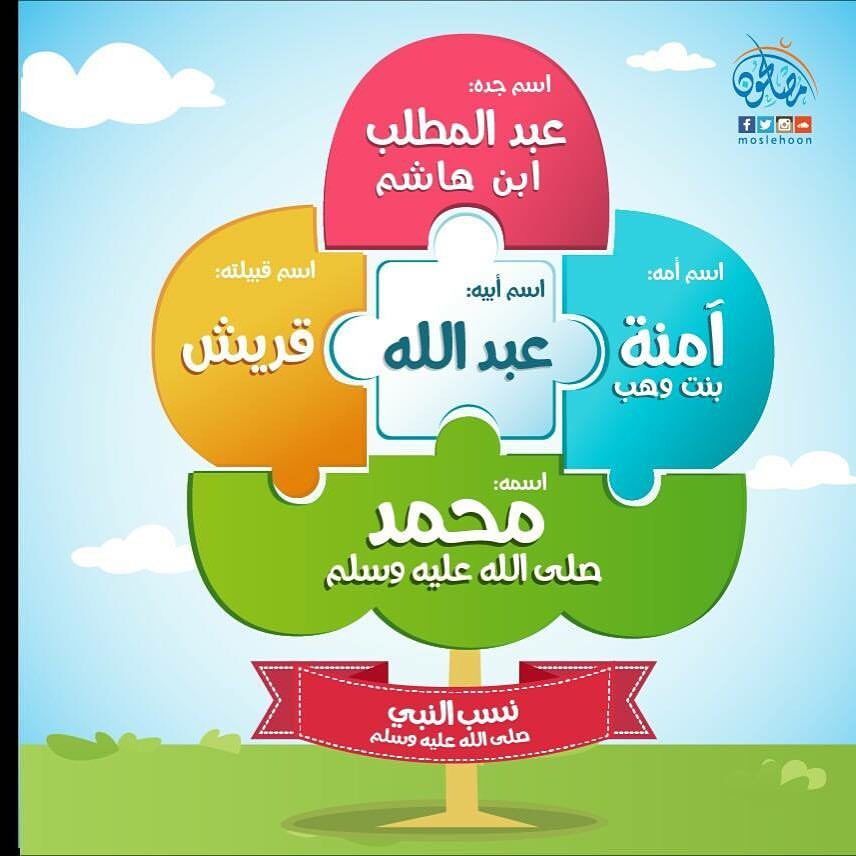 مصلحون
moslehoon
اسم جده:
عبد المطلب
ابن هاشم
اسم أمه:
آمنة
بنت وهب
اسم أبيه:
عبد الله
اسم قبيلته:
قريش
اسمه:
محمد
صلى الله عليه وسلم
نسب النبي
صلى الله عليه وسلم